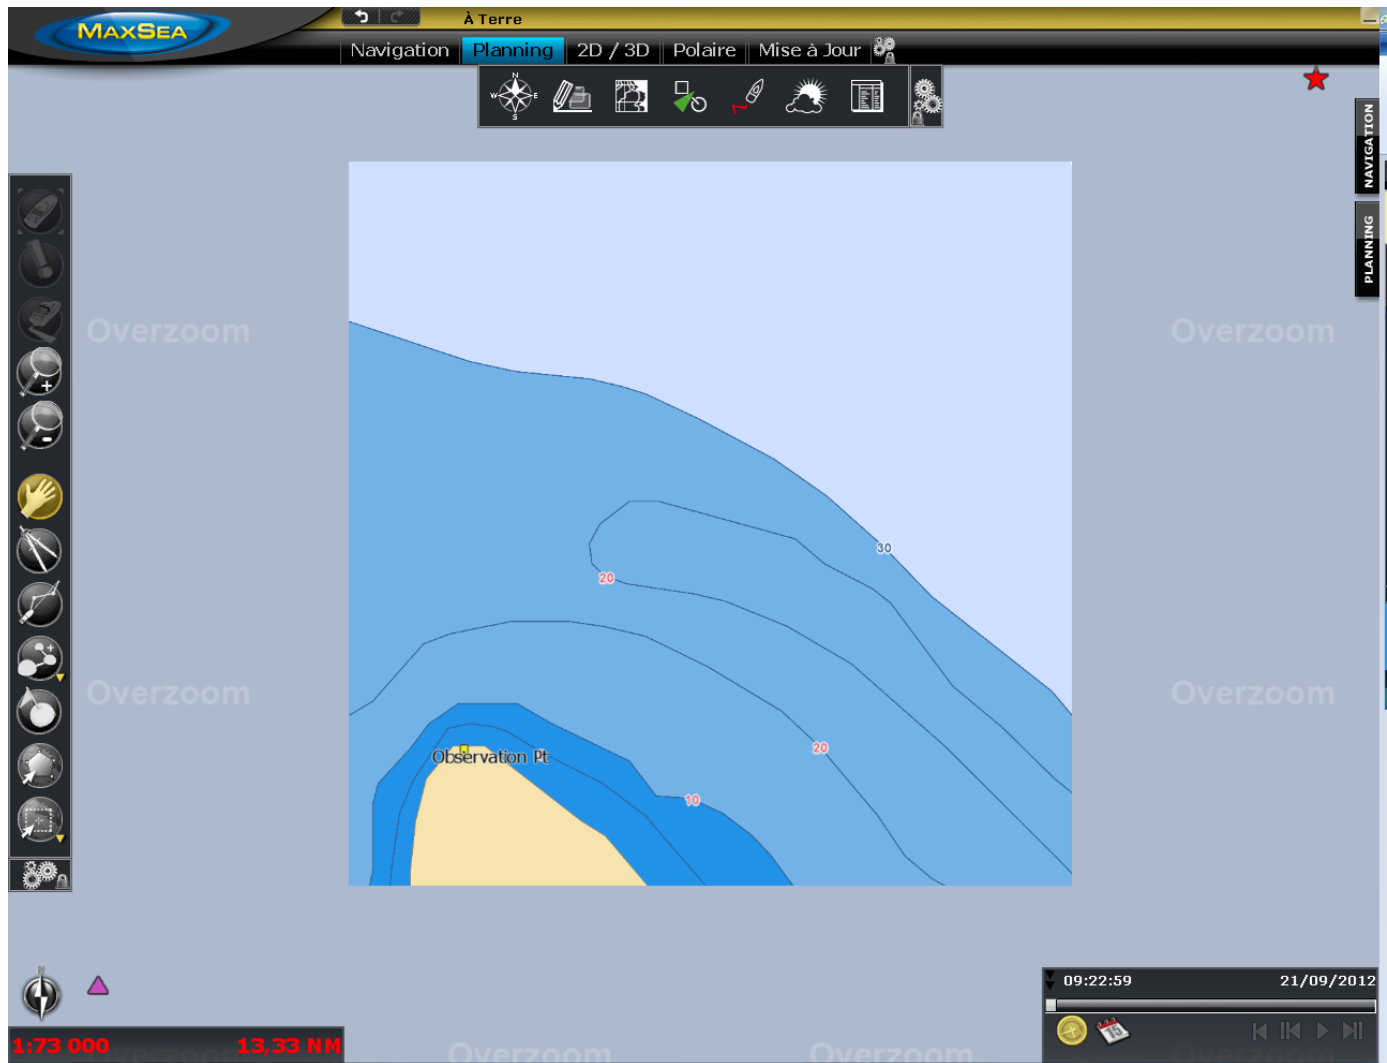 MAXSEA
À Terre
Navigation Planning 2D / 3D Polaire Mise à Jour
N
W E
S
NAVIGATION
PLANNING
Overzoom Overzoom
30
20
Overzoom Overzoom
20
Observation Pt
10
N
09:22:59 21/09/2012
15
1:73 000 13,33 NM
Overzoom Overzoom